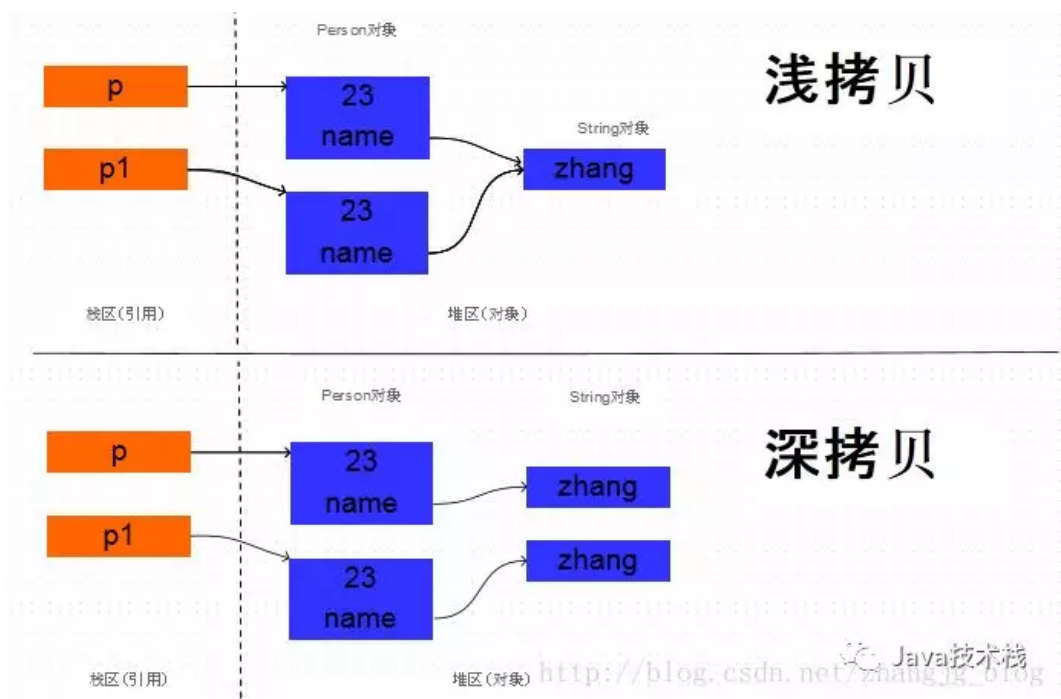 Person对象
浅拷贝
p
23
name
String对象
p1
zhang
23
name
栈区(引用)
堆区(对象)
Person对象
String对象
深拷贝
p
23
name
zhang
p1
zhang
23
name
Java技术栈
http://blog.csdn.net/zhangjg_blog
栈区(引用)
堆区(对象)